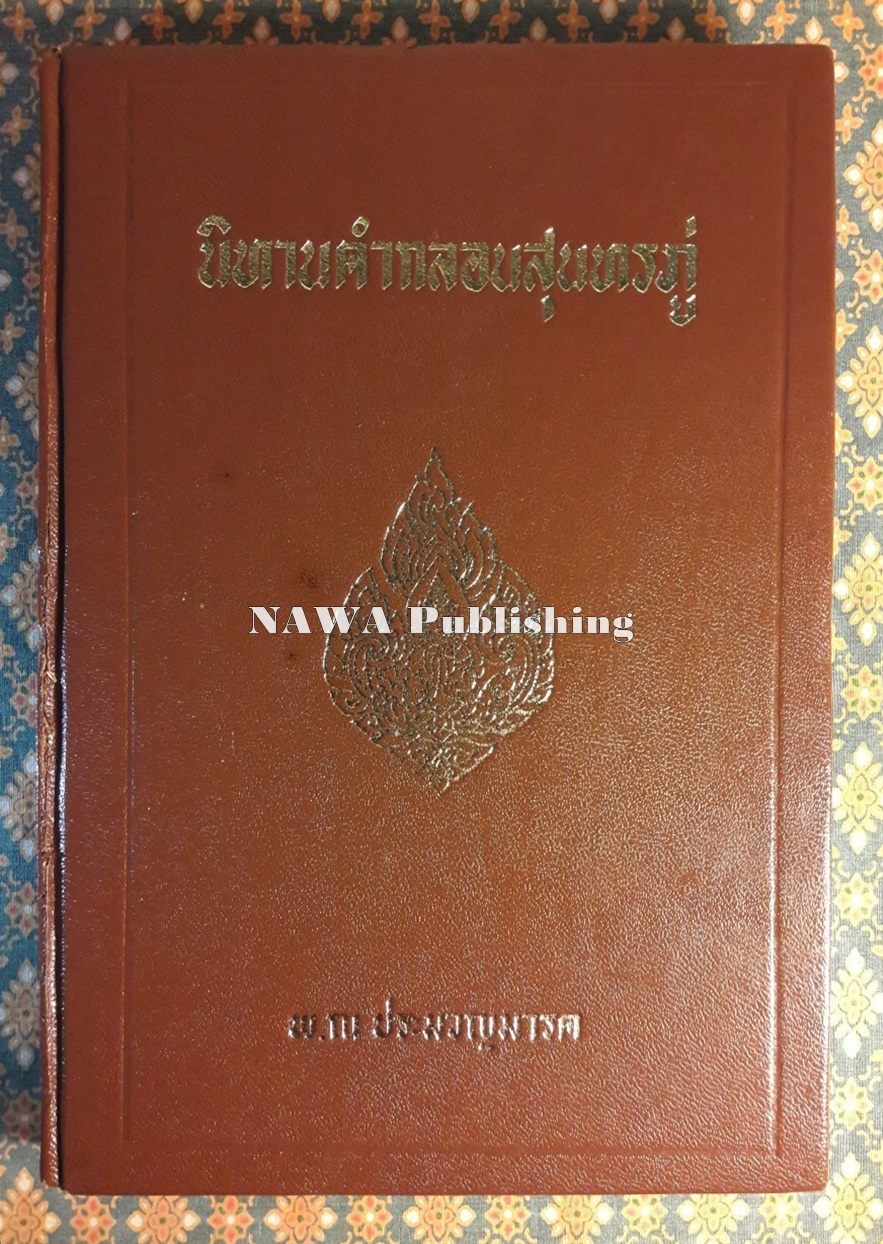 นิทานคำกลอนสุนทรภู่
NAWA Publishing
พ.ณ ประมวญมารค